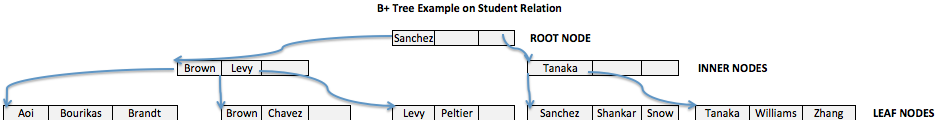 B+ Tree Example on Student Relation
Sanchez ROOT NODE
Brown Levy Tanaka INNER NODES
Aoi Bourikas Brandt Brown Chavez Levy Peltier Sanchez Shankar Snow Tanaka Williams Zhang LEAF NODES